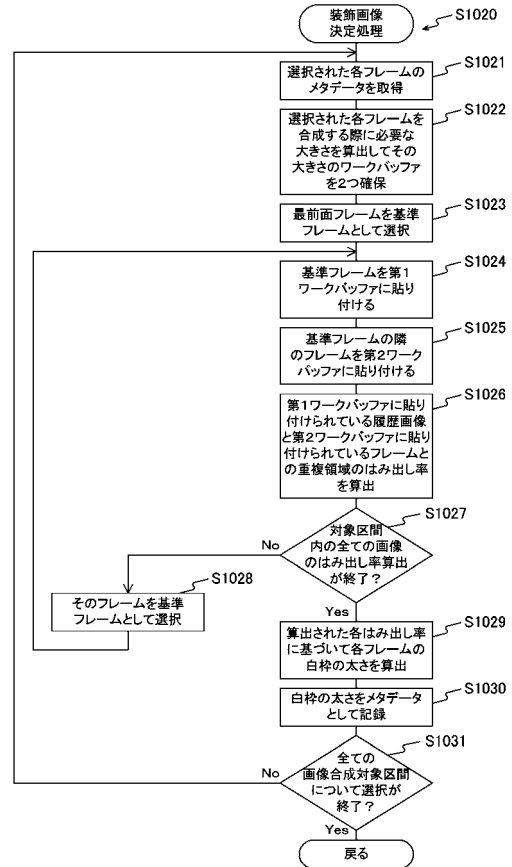 装飾画像
決定処理
S1020
選択された各フレームの
メタデータを取得
S1021
選択された各フレームを
合成する際に必要な
大きさを算出してその
大きさのワークバッファ
を2つ確保
S1022
最前面フレームを基準
フレームとして選択
S1023
基準フレームを第1
ワークバッファに貼り
付ける
S1024
基準フレームの隣
のフレームを第2ワーク
バッファに貼り付ける
S1025
第1ワークバッファに貼り
付けられている履歴画像
と第2ワークバッファに貼り
付けられているフレームと
の重複領域のはみ出し率
を算出
S1026
対象区間
内の全ての画像
のはみ出し率算出
が終了？
S1027
No
Yes
そのフレームを基準
フレームとして選択
S1028
算出された各はみ出し率
に基づいて各フレームの
白枠の太さを算出
S1029
白枠の太さをメタデータ
として記録
S1030
全ての
画像合成対象区間
について選択が
終了？
S1031
No
Yes
戻る